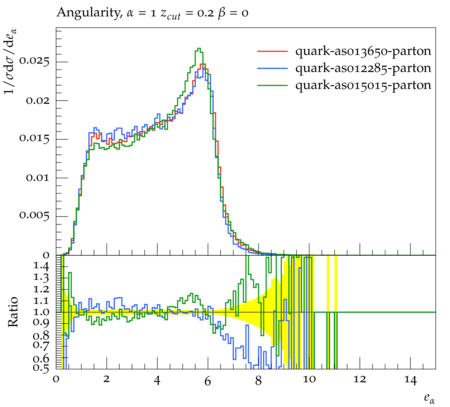 Angularity, α = 1 z_cut = 0.2 β = 0
1/σdσ/de_α
quark-as013650-parton
quark-as012285-parton
quark-as015015-parton
0.025
0.02
0.015
0.01
0.005
0
Ratio
1.4
1.3
1.2
1.1
1.0
0.9
0.8
0.7
0.6
0.5
0 2 4 6 8 10 12 14
e_α